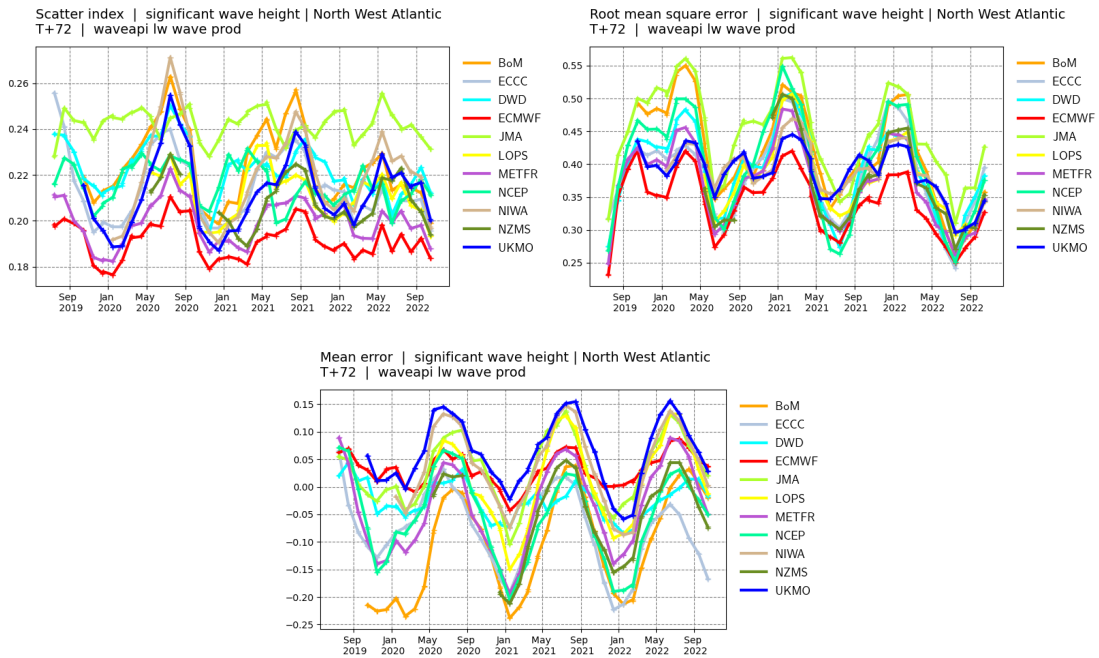 Scatter index | significant wave height | North West Atlantic
T+72 | waveapi lw wave prod
0.26
0.24
0.22
0.20
0.18
Sep Jan May Sep Jan May Sep Jan May Sep
2019 2020 2020 2020 2021 2021 2021 2022 2022 2022
BoM
ECCC
DWD
ECMWF
JMA
LOPS
METFR
NCEP
NIWA
NZMS
UKMO
Root mean square error | significant wave height | North West Atlantic
T+72 | waveapi lw wave prod
0.55
0.50
0.45
0.40
0.35
0.30
0.25
Sep Jan May Sep Jan May Sep Jan May Sep
2019 2020 2020 2020 2021 2021 2021 2022 2022 2022
BoM
ECCC
DWD
ECMWF
JMA
LOPS
METFR
NCEP
NIWA
NZMS
UKMO
Mean error | significant wave height | North West Atlantic
T+72 | waveapi lw wave prod
0.15
0.10
0.05
0.00
−0.05
−0.10
−0.15
−0.20
−0.25
Sep Jan May Sep Jan May Sep Jan May Sep
2019 2020 2020 2020 2021 2021 2021 2022 2022 2022
BoM
ECCC
DWD
ECMWF
JMA
LOPS
METFR
NCEP
NIWA
NZMS
UKMO